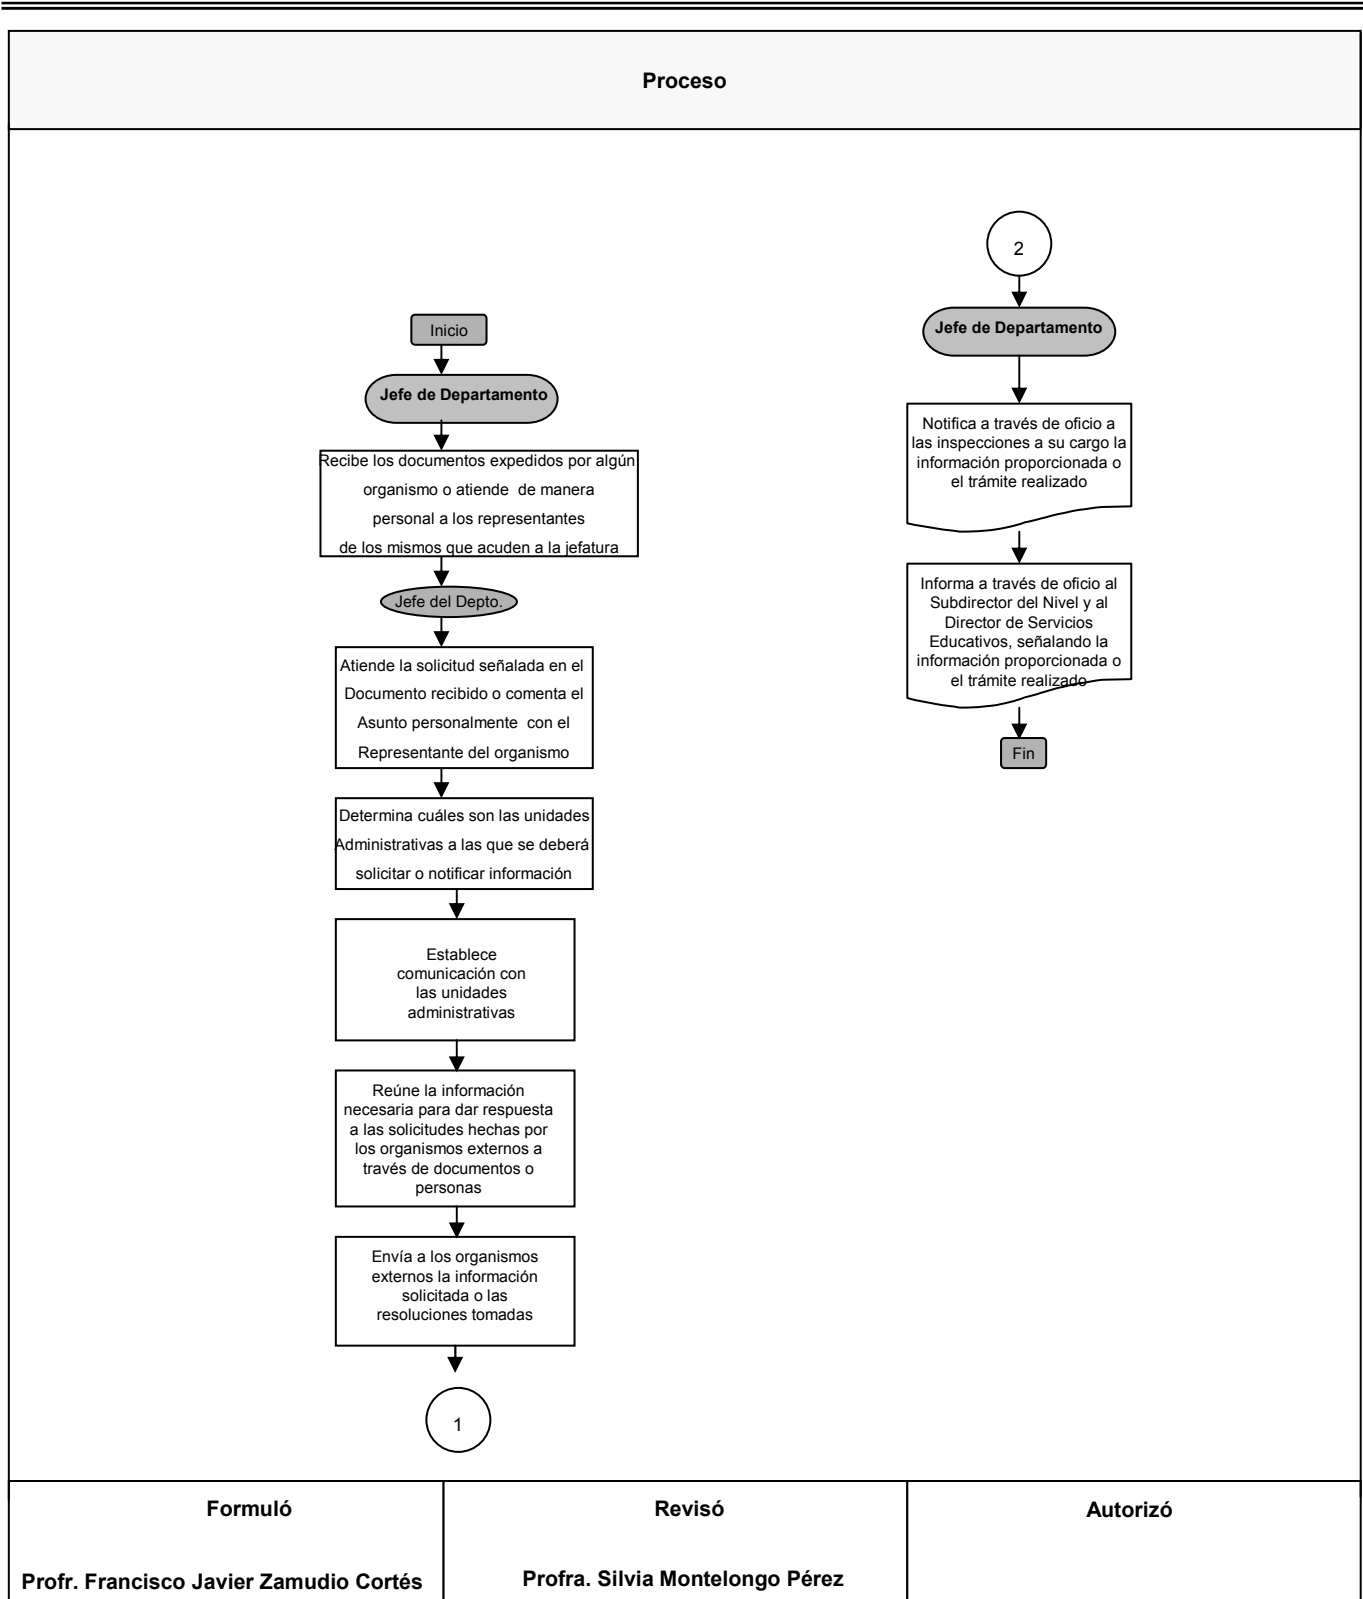 Proceso
Inicio
Jefe de Departamento
Recibe los documentos expedidos por algún
organismo o atiende de manera
personal a los representantes
de los mismos que acuden a la jefatura
Jefe del Depto.
Atiende la solicitud señalada en el
Documento recibido o comenta el
Asunto personalmente con el
Representante del organismo
Determina cuáles son las unidades
Administrativas a las que se deberá
solicitar o notificar información
Establece
comunicación con
las unidades
administrativas
Reúne la información
necesaria para dar respuesta
a las solicitudes hechas por
los organismos externos a
través de documentos o
personas
Envía a los organismos
externos la información
solicitada o las
resoluciones tomadas
1
2
Jefe de Departamento
Notifica a través de oficio a
las inspecciones a su cargo la
información proporcionada o
el trámite realizado
Informa a través de oficio al
Subdirector del Nivel y al
Director de Servicios
Educativos, señalando la
información proporcionada o
el trámite realizado
Fin
Formuló
Profr. Francisco Javier Zamudio Cortés
Revisó
Profra. Silvia Montelongo Pérez
Autorizó